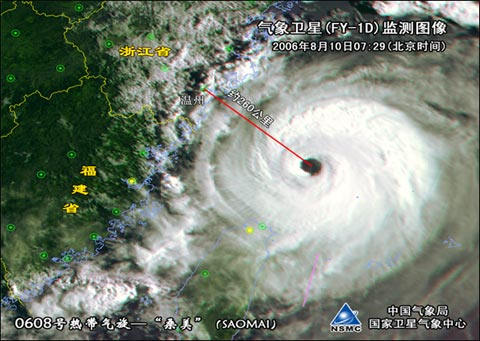 气象卫星(FY-1D)监测图像
2006年8月10日07:29(北京时间)
浙江省
温州
约260公里
福建省
0608号热带气旋—“桑美”(SAOMAI)
NSMC
中国气象局
国家卫星气象中心